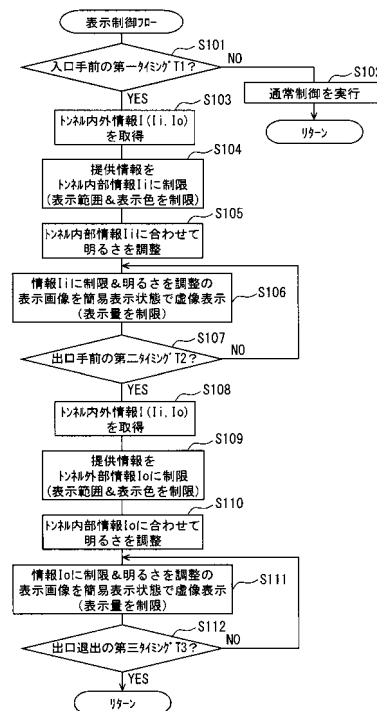 表示制御フロー
S101
入口手前の第一タイミングT1?
NO
S102
通常制御を実行
リターン
YES
S103
トンネル内外情報I(Ii,Io)
を取得
S104
提供情報を
トンネル内部情報Iiに制限
(表示範囲&表示色を制限)
S105
トンネル内部情報Iiに合わせて
明るさを調整
情報Iiに制限&明るさを調整の
表示画像を簡易表示状態で虚像表示
(表示量を制限)
S106
S107
出口手前の第二タイミングT2?
NO
YES
S108
トンネル内外情報I(Ii,Io)
を取得
S109
提供情報を
トンネル外部情報Ioに制限
(表示範囲&表示色を制限)
S110
トンネル内部情報Ioに合わせて
明るさを調整
情報Ioに制限&明るさを調整の
表示画像を簡易表示状態で虚像表示
(表示量を制限)
S111
S112
出口退出の第三タイミングT3?
NO
YES
リターン